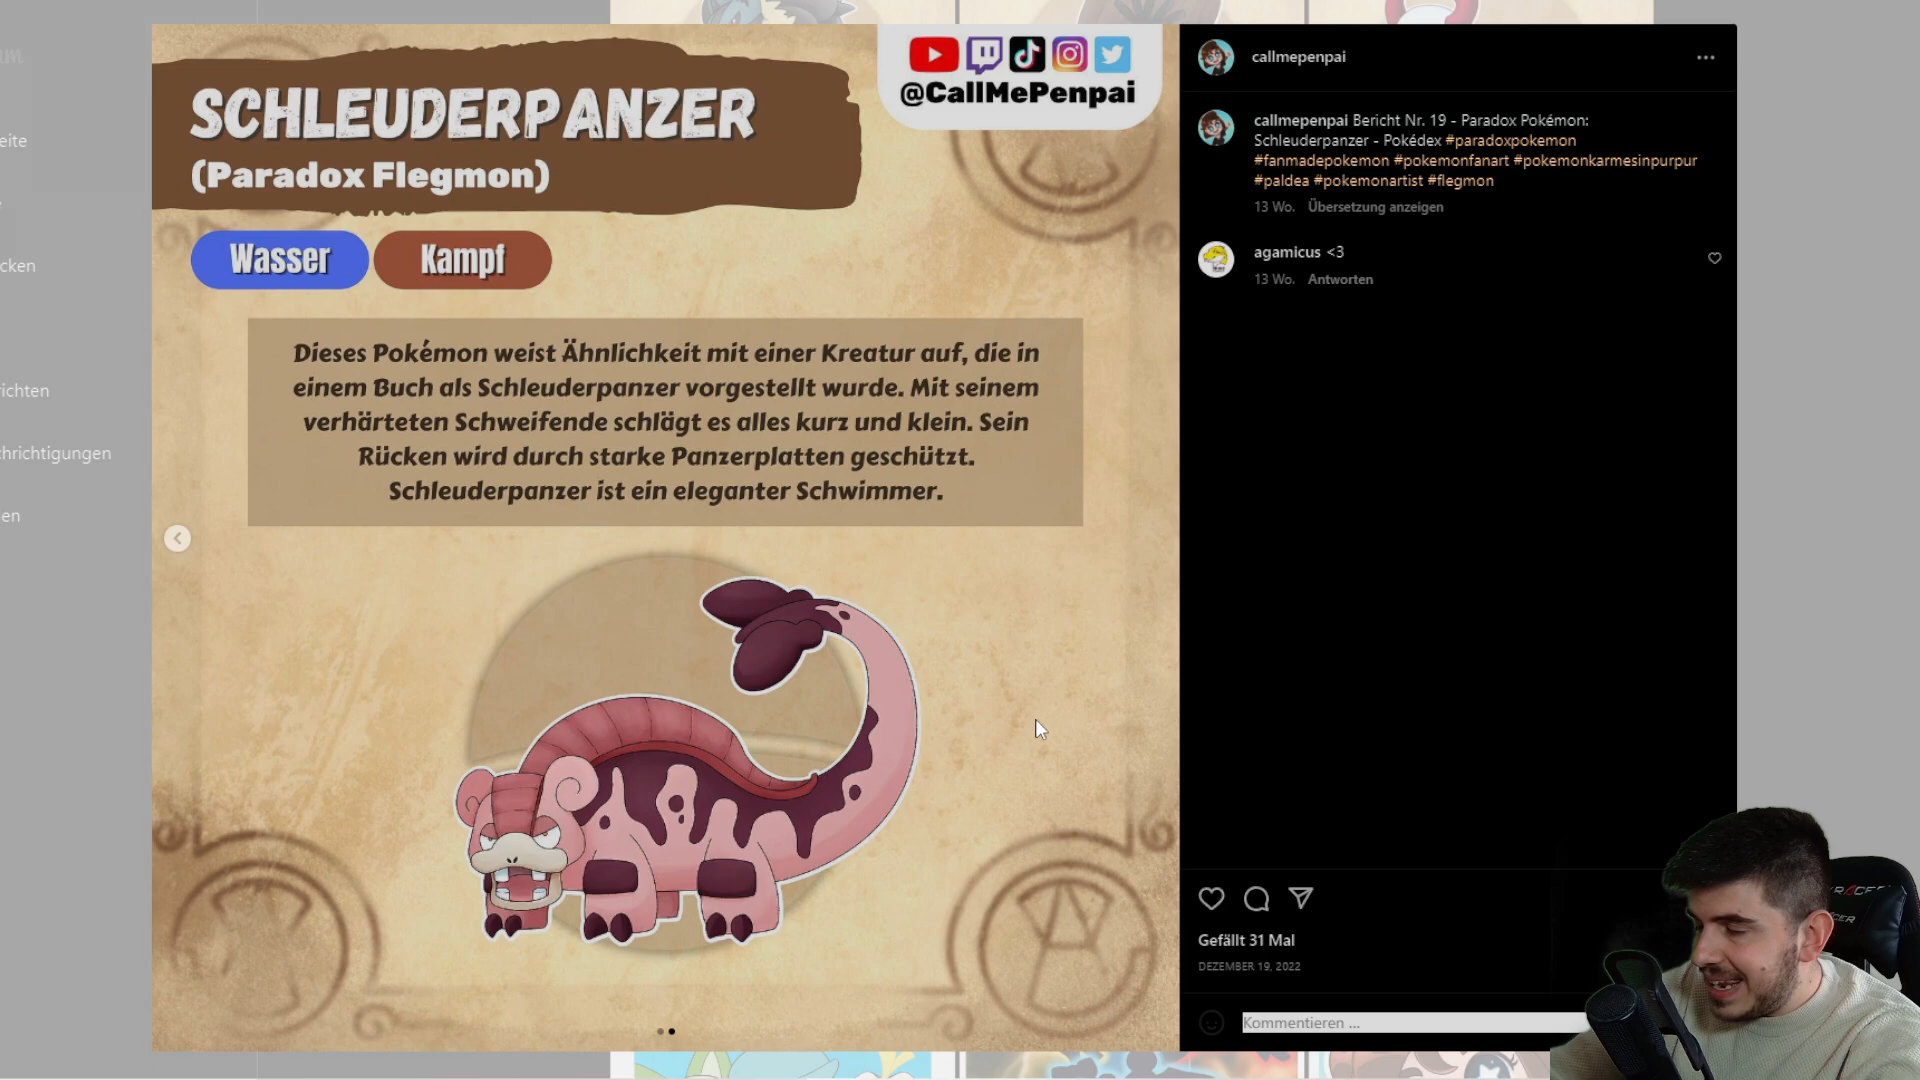 eite
cken
ichten
hrichtigungen
en
SCHLEUDERPANZER
(Paradox Flegmon)
Wasser
Kampf
@CallMePenpai
Dieses Pokémon weist Ähnlichkeit mit einer Kreatur auf, die in
einem Buch als Schleuderpanzer vorgestellt wurde. Mit seinem
verhärteten Schweifende schlägt es alles kurz und klein. Sein
Rücken wird durch starke Panzerplatten geschützt.
Schleuderpanzer ist ein eleganter Schwimmer.
callmepenpai
callmepenpai Bericht Nr. 19 - Paradox Pokémon:
Schleuderpanzer - Pokédex #paradoxpokemon
#fanmadepokemon #pokemonfanart #pokemonkarmesinpurpur
#paldea #pokemonartist #flegmon
13 Wo. Übersetzung anzeigen
agamicus <3
13 Wo. Antworten
Gefällt 31 Mal
DEZEMBER 19, 2022
Kommentieren ...